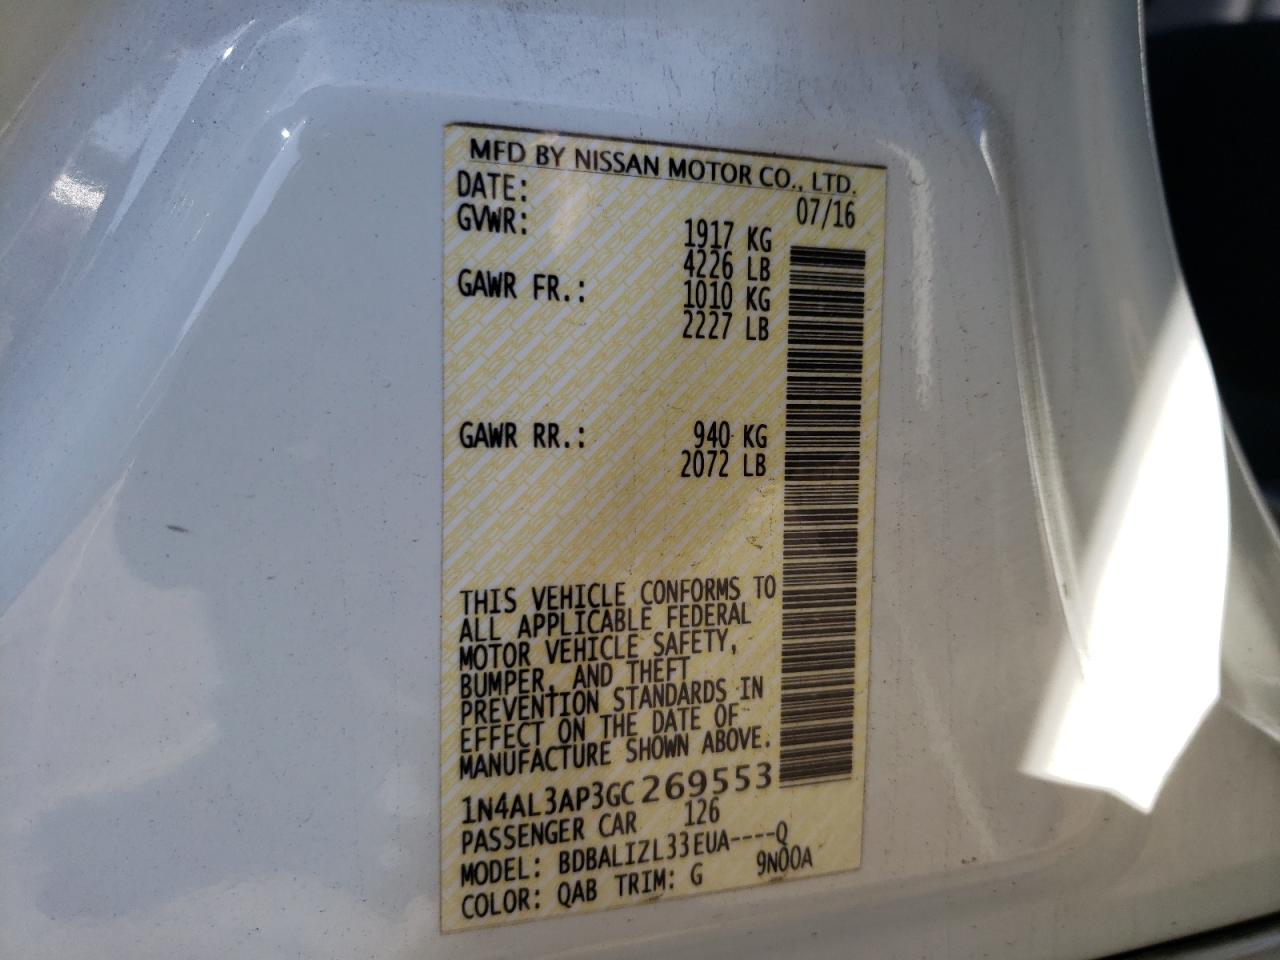 MFD BY NISSAN MOTOR CO., LTD.
DATE: 07/16
GVWR: 1917 KG
4226 LB
GAWR FR.: 1010 KG
2227 LB
GAWR RR.: 940 KG
2072 LB
THIS VEHICLE CONFORMS TO
ALL APPLICABLE FEDERAL
MOTOR VEHICLE SAFETY,
BUMPER, AND THEFT
PREVENTION STANDARDS IN
EFFECT ON THE DATE OF
MANUFACTURE SHOWN ABOVE.
1N4AL3AP3GC269553
PASSENGER CAR 126
MODEL: BDBALIZL33EUA----Q
COLOR: QAB TRIM: G 9N00A